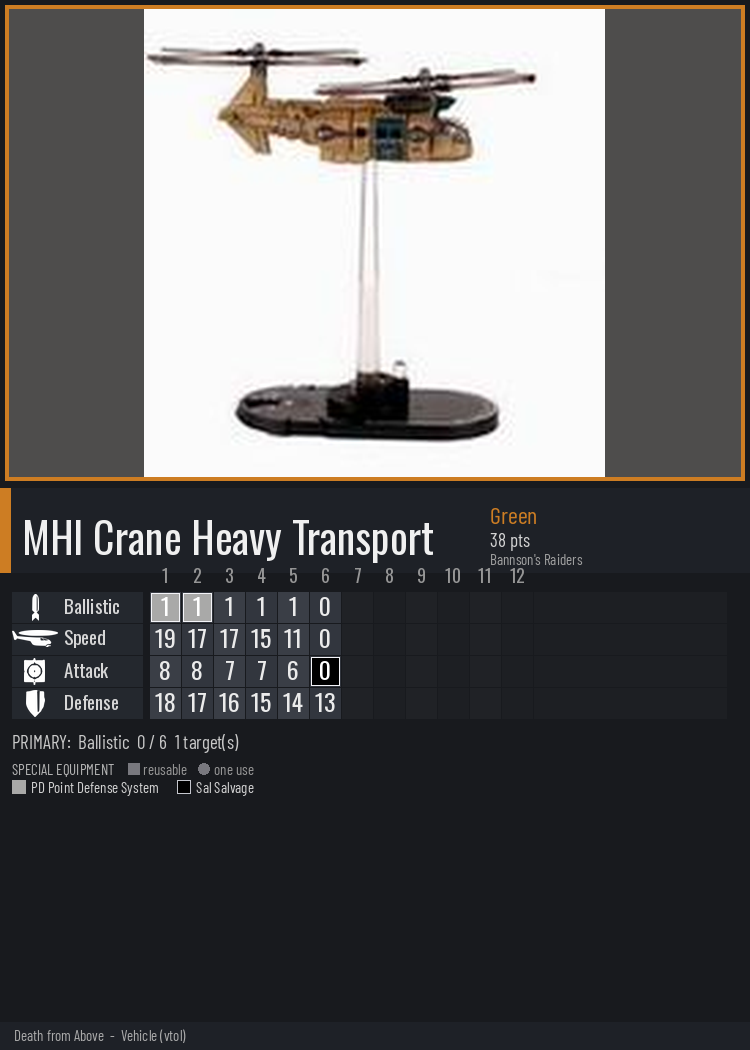 MHI Crane Heavy Transport
Green
38 pts
Bannson's Raiders
1 2 3 4 5 6 7 8 9 10 11 12
Ballistic 1 1 1 1 1 0
Speed 19 17 17 15 11 0
Attack 8 8 7 7 6 0
Defense 18 17 16 15 14 13
PRIMARY: Ballistic 0 / 6 1 target(s)
SPECIAL EQUIPMENT reusable one use
PD Point Defense System Sal Salvage
Death from Above - Vehicle (vtol)